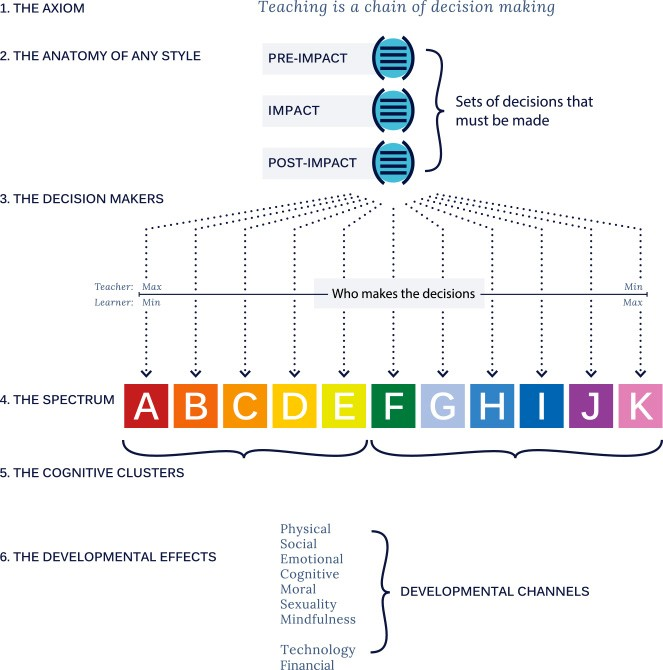 1. THE AXIOM
Teaching is a chain of decision making
2. THE ANATOMY OF ANY STYLE
PRE-IMPACT
IMPACT
POST-IMPACT
Sets of decisions that
must be made
3. THE DECISION MAKERS
Teacher: Max
Learner: Min
Who makes the decisions
Min
Max
4. THE SPECTRUM
A B C D E F G H I J K
5. THE COGNITIVE CLUSTERS
6. THE DEVELOPMENTAL EFFECTS
Physical
Social
Emotional
Cognitive
Moral
Sexuality
Mindfulness
Technology
Financial
DEVELOPMENTAL CHANNELS